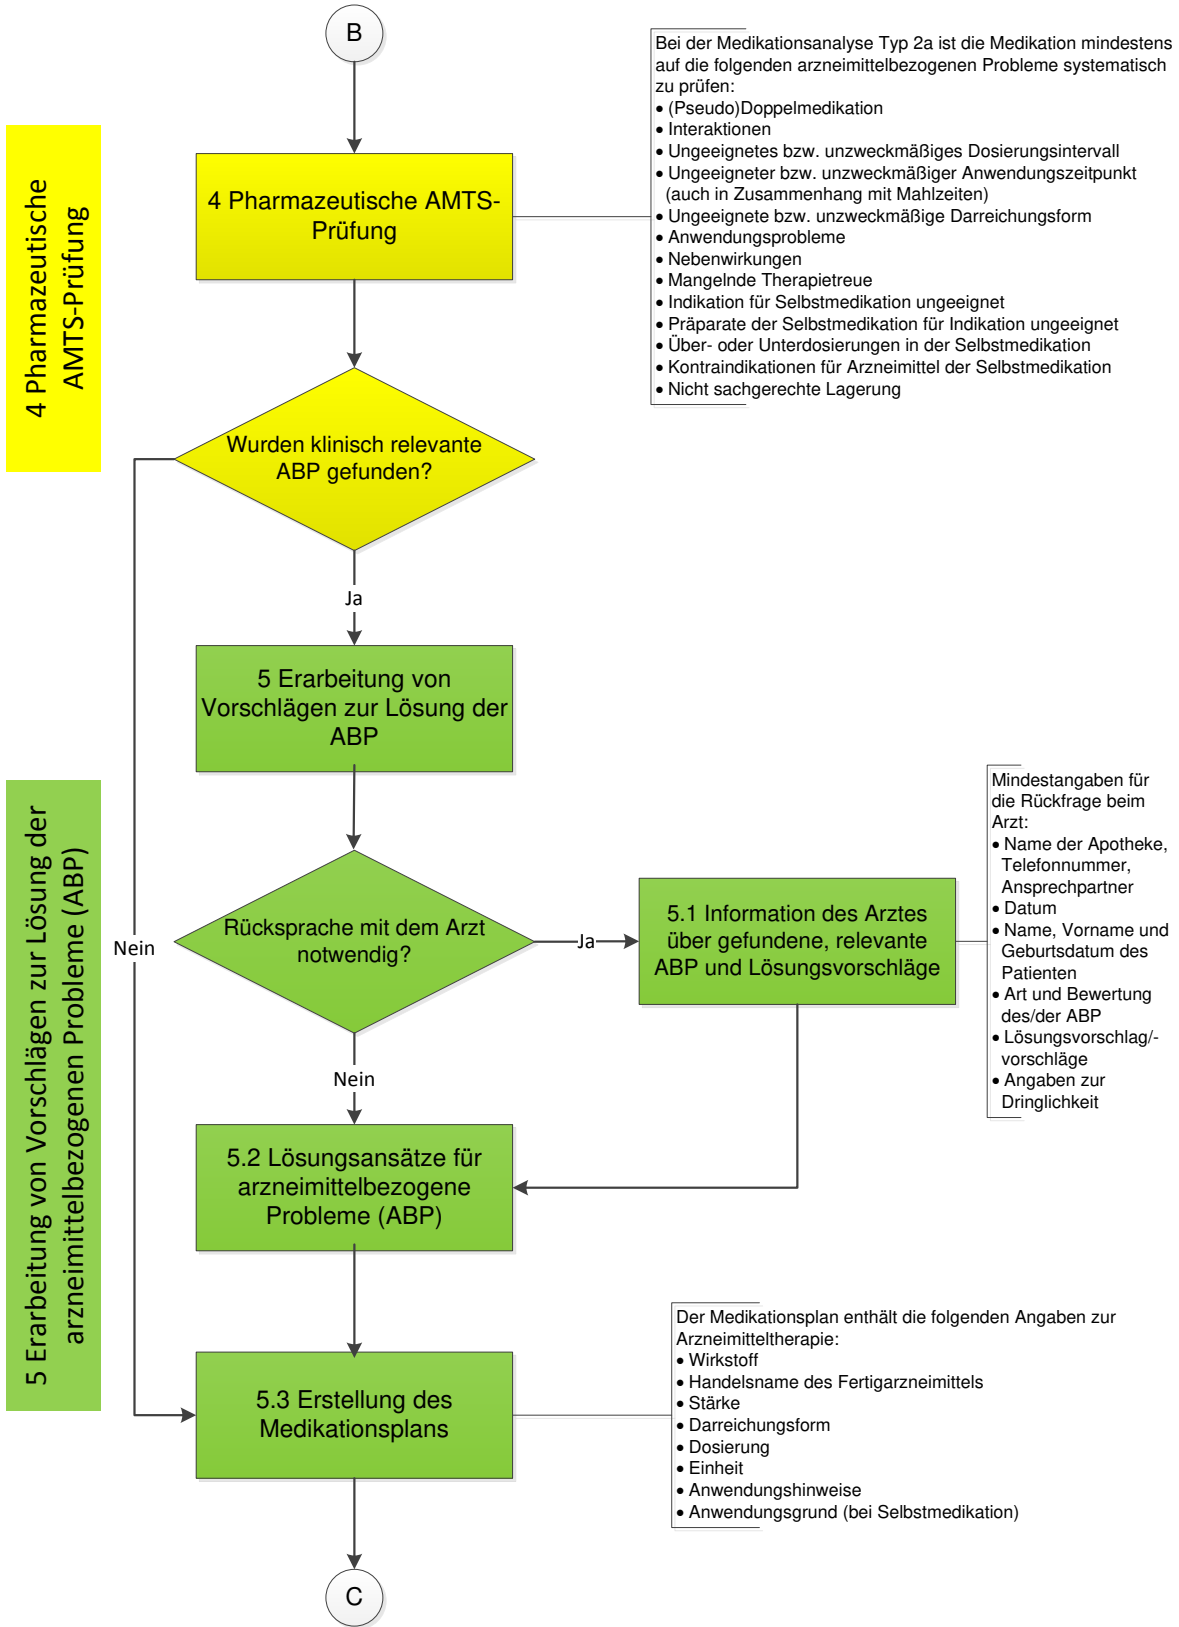 B
Bei der Medikationsanalyse Typ 2a ist die Medikation mindestens
auf die folgenden arzneimittelbezogenen Probleme systematisch
zu prüfen:
• (Pseudo)Doppelmedikation
• Interaktionen
• Ungeeignetes bzw. unzweckmäßiges Dosierungsintervall
• Ungeeigneter bzw. unzweckmäßiger Anwendungszeitpunkt
(auch in Zusammenhang mit Mahlzeiten)
• Ungeeignete bzw. unzweckmäßige Darreichungsform
• Anwendungsprobleme
• Nebenwirkungen
• Mangelnde Therapietreue
• Indikation für Selbstmedikation ungeeignet
• Präparate der Selbstmedikation für Indikation ungeeignet
• Über- oder Unterdosierungen in der Selbstmedikation
• Kontraindikationen für Arzneimittel der Selbstmedikation
• Nicht sachgerechte Lagerung
4 Pharmazeutische
AMTS-Prüfung
4 Pharmazeutische AMTS-
Prüfung
Wurden klinisch relevante
ABP gefunden?
Ja
5 Erarbeitung von
Vorschlägen zur Lösung der
ABP
5 Erarbeitung von Vorschlägen zur Lösung der
arzneimittelbezogenen Probleme (ABP)
Nein
Rücksprache mit dem Arzt
notwendig?
Ja
5.1 Information des Arztes
über gefundene, relevante
ABP und Lösungsvorschläge
Mindestangaben für
die Rückfrage beim
Arzt:
• Name der Apotheke,
Telefonnummer,
Ansprechpartner
• Datum
• Name, Vorname und
Geburtsdatum des
Patienten
• Art und Bewertung
des/der ABP
• Lösungsvorschlag/-
vorschläge
• Angaben zur
Dringlichkeit
Nein
5.2 Lösungsansätze für
arzneimittelbezogene
Probleme (ABP)
5.3 Erstellung des
Medikationsplans
Der Medikationsplan enthält die folgenden Angaben zur
Arzneimitteltherapie:
• Wirkstoff
• Handelsname des Fertigarzneimittels
• Stärke
• Darreichungsform
• Dosierung
• Einheit
• Anwendungshinweise
• Anwendungsgrund (bei Selbstmedikation)
C